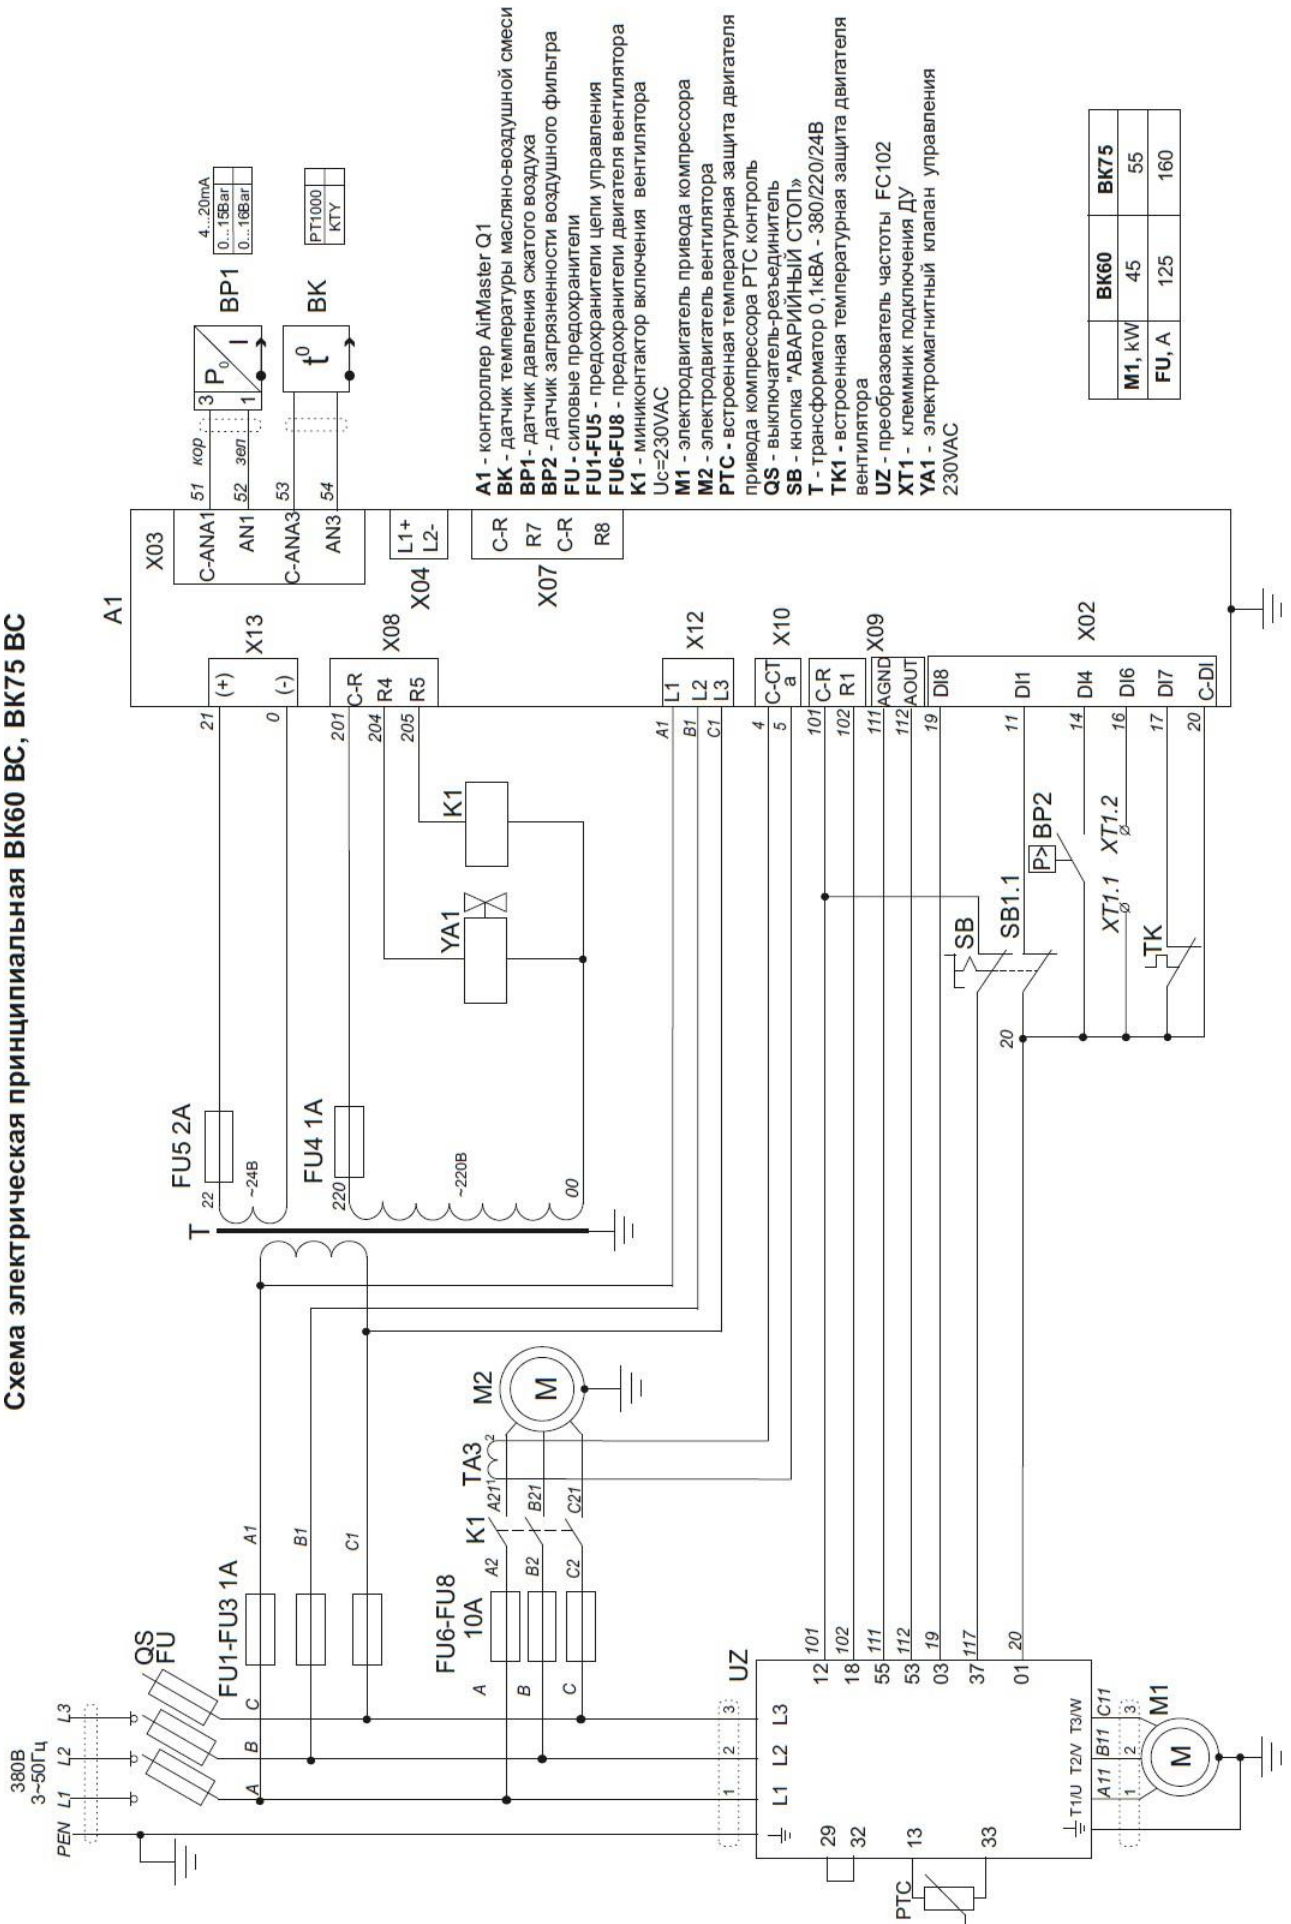 Схема электрическая принципиальная ВК60 ВС, ВК75 ВС
380В
3~50Гц
PEN
L1
L2
L3
QS
FU
A
B
C
FU1-FU3 1A
A1
B1
C1
FU6-FU8
10A
A
B
C
A2
B2
C2
K1
A21
B21
C21
TA3
1
2
M2
M
T
22
~24В
FU5 2A
220
~220В
00
FU4 1A
YA1
K1
21
0
201
204
205
A1
B1
C1
4
5
101
102
111
112
19
11
14
16
17
20
A1
X13
(+)
(-)
X08
C-R
R4
R5
X12
L1
L2
L3
X10
C-CT
a
X09
C-R
R1
AGND
AOUT
X02
DI8
DI1
DI4
DI6
DI7
C-DI
X03
C-ANA1
AN1
C-ANA3
AN3
X04
L1+
L2-
X07
C-R
R7
C-R
R8
51
кор
52
зел
53
54
3
1
P₀
I
BP1
4...20mA
0...15Bar
0...16Bar
t⁰
BK
PT1000
KTY
SB
SB1.1
P>
BP2
XT1.1
XT1.2
TK
20
UZ
1
2
3
L1
L2
L3
101
102
111
112
19
117
20
12
18
55
53
03
37
01
29
32
13
33
PTC
T1/U
T2/V
T3/W
A11
B11
C11
1
2
3
M1
M
A1 - контроллер AirMaster Q1
BK - датчик температуры масляно-воздушной смеси
BP1- датчик давления сжатого воздуха
BP2 - датчик загрязненности воздушного фильтра
FU - силовые предохранители
FU1-FU5 - предохранители цепи управления
FU6-FU8 - предохранители двигателя вентилятора
K1 - миниконтактор включения вентилятора
Uc=230VAC
M1 - электродвигатель привода компрессора
M2 - электродвигатель вентилятора
PTC - встроенная температурная защита двигателя
привода компрессора PTC контроль
QS - выключатель-резъединитель
SB - кнопка "АВАРИЙНЫЙ СТОП»
T - трансформатор 0,1кВА - 380/220/24В
TK1 - встроенная температурная защита двигателя
вентилятора
UZ - преобразователь частоты FC102
XT1 - клеммник подключения ДУ
YA1 - электромагнитный клапан управления
230VAC
ВК60 ВК75
M1, kW 45 55
FU, A 125 160